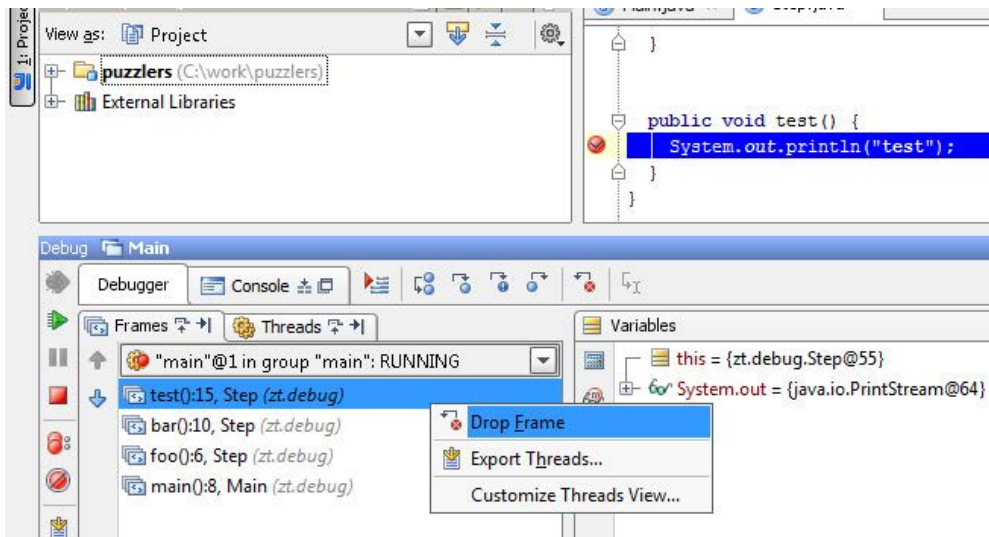 1: Project
View as: Project
puzzlers (C:\work\puzzlers)
External Libraries
}
public void test() {
System.out.println("test");
}
}
Debug Main
Debugger Console
Frames Threads
"main"@1 in group "main": RUNNING
test():15, Step (zt.debug)
bar():10, Step (zt.debug)
foo():6, Step (zt.debug)
main():8, Main (zt.debug)
Drop Frame
Export Threads...
Customize Threads View...
Variables
this = {zt.debug.Step@55}
System.out = {java.io.PrintStream@64}